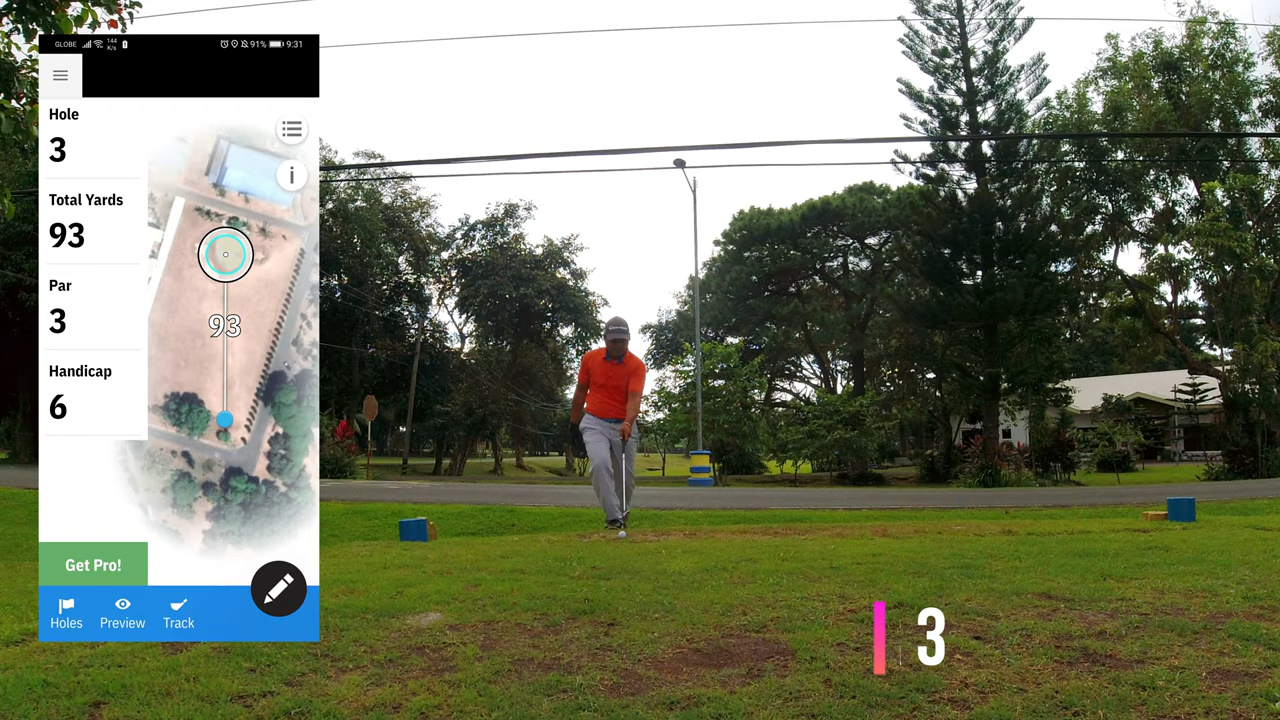 GLOBE 144 K/s 91% 9:31
Hole
3
Total Yards
93
Par
3
Handicap
6
93
i
Get Pro!
Holes Preview Track
3